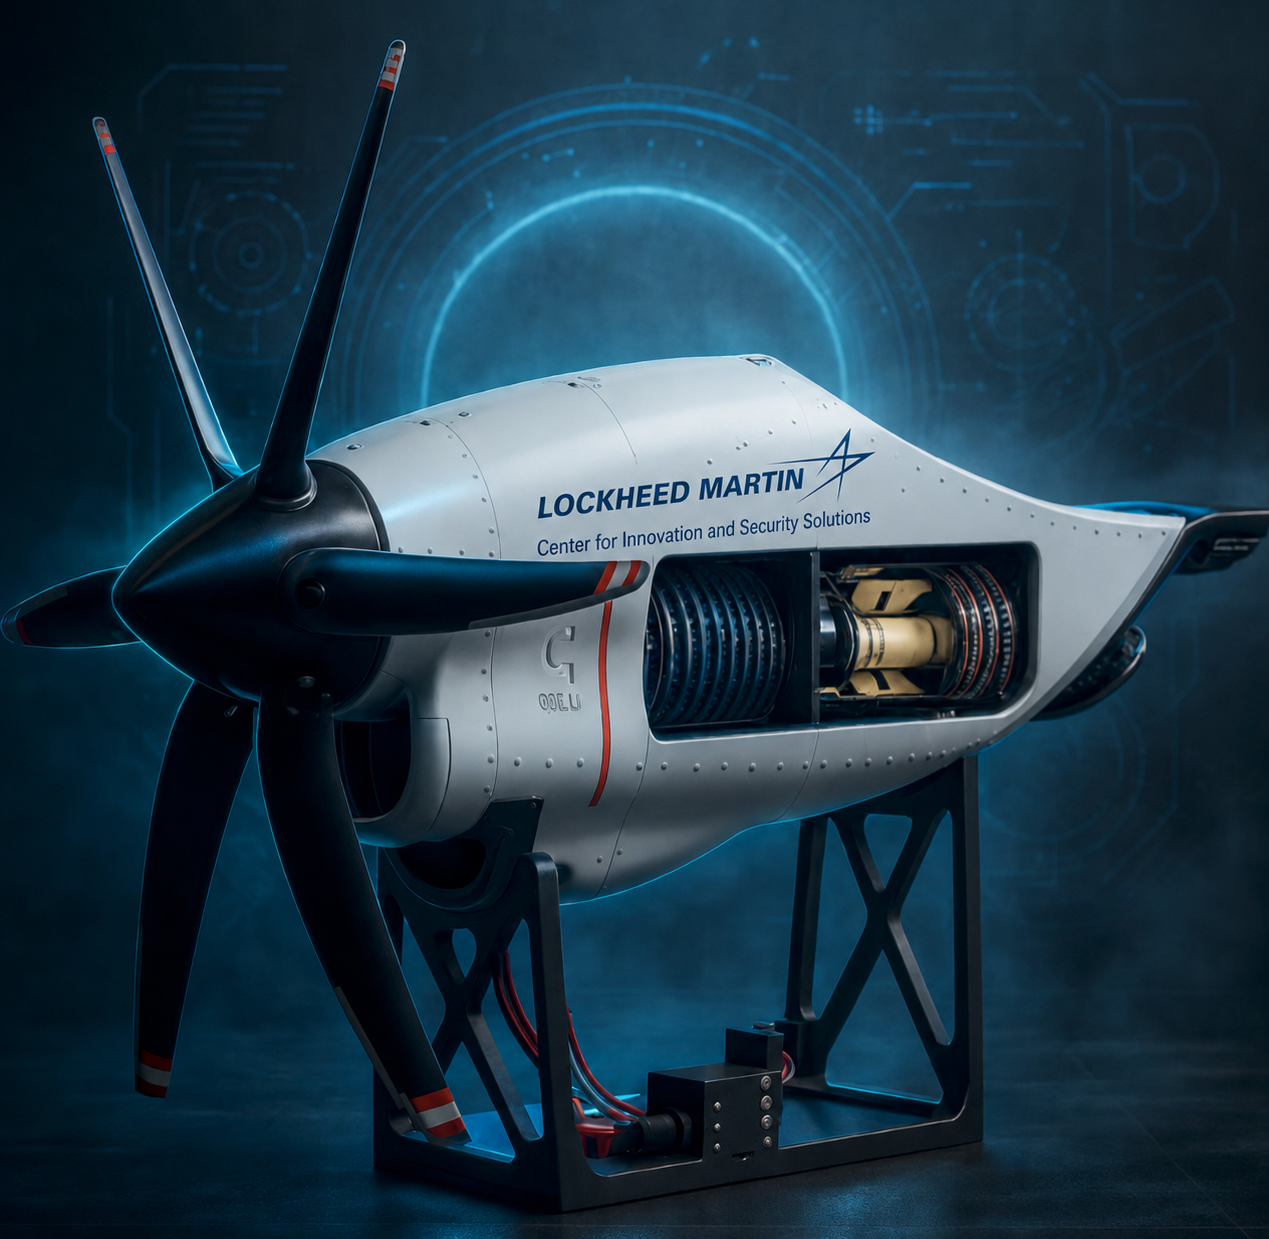 LOCKHEED MARTIN
Center for Innovation and Security Solutions